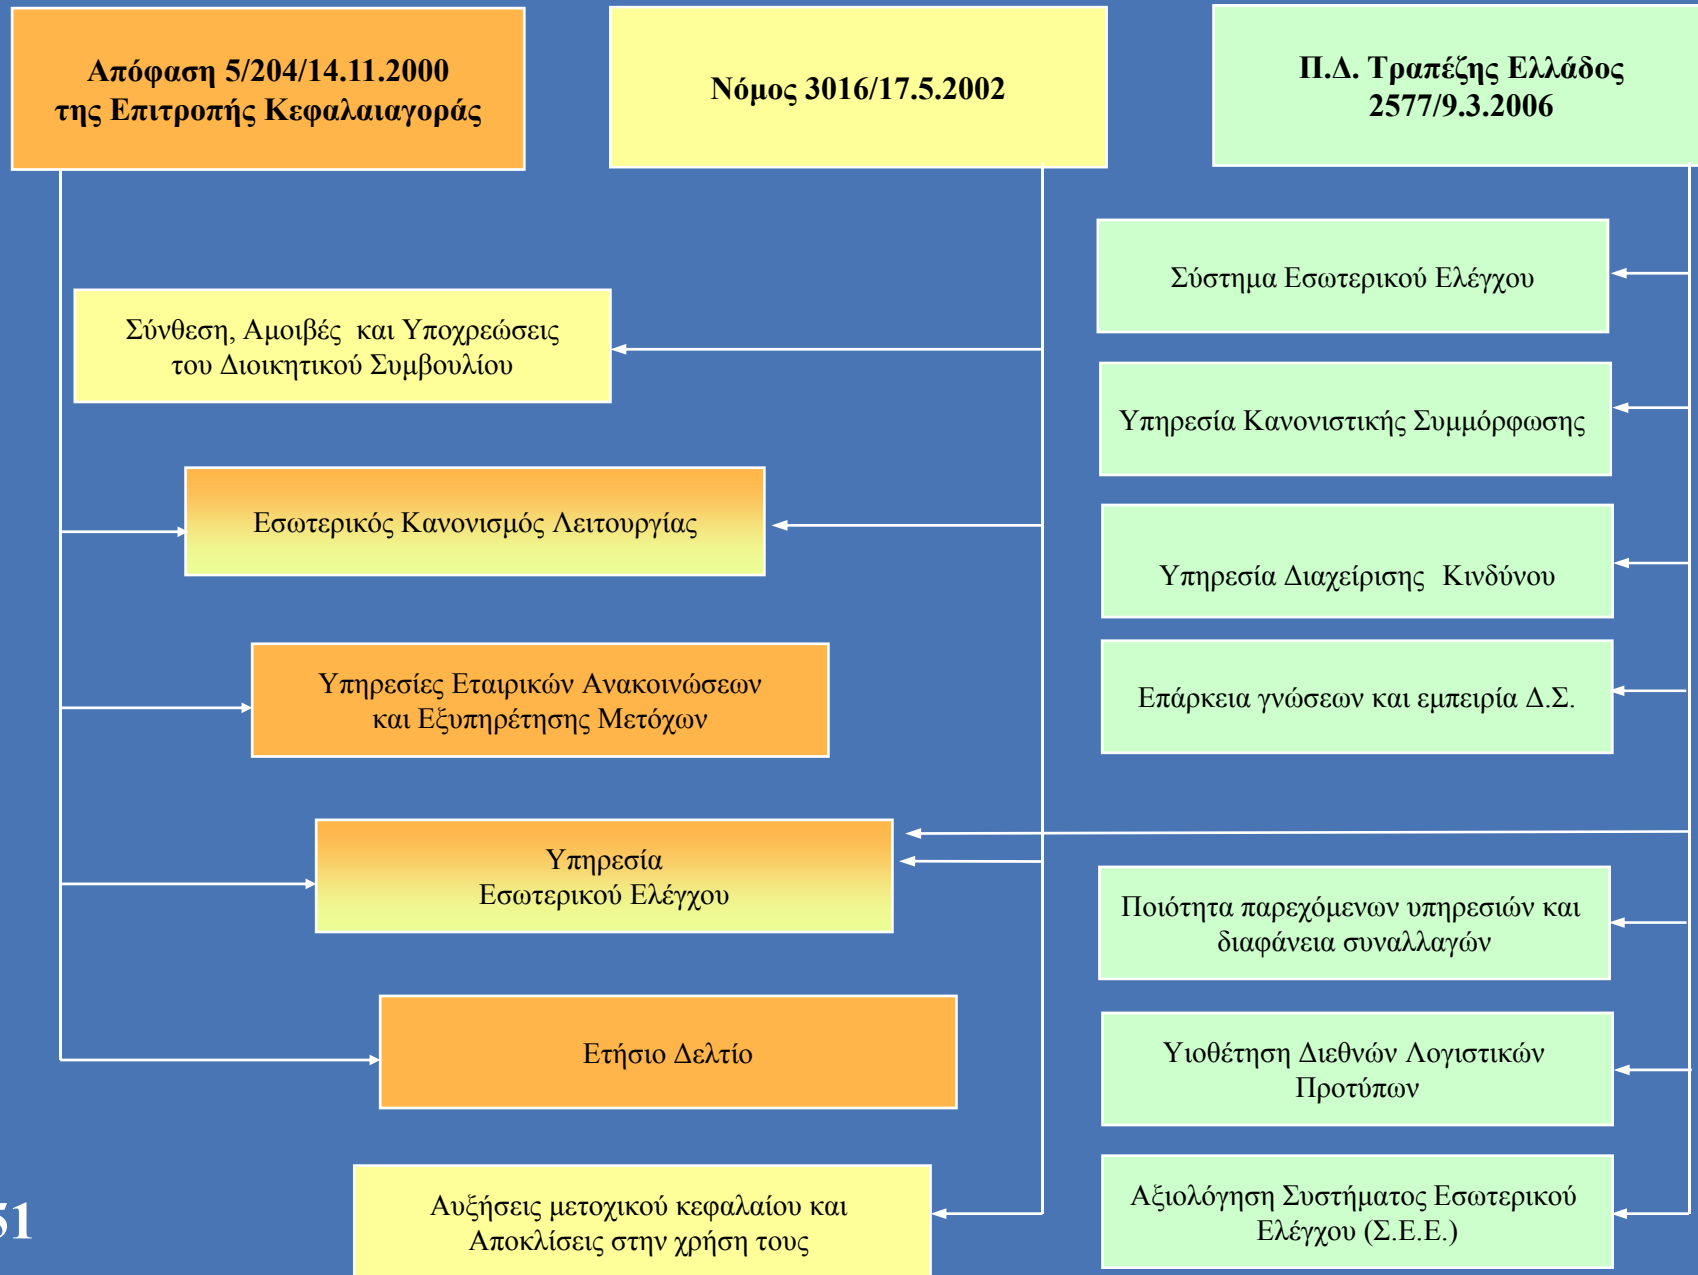 Απόφαση 5/204/14.11.2000
της Επιτροπής Κεφαλαιαγοράς
Νόμος 3016/17.5.2002
Π.Δ. Τραπέζης Ελλάδος
2577/9.3.2006
Σύνθεση, Αμοιβές και Υποχρεώσεις
του Διοικητικού Συμβουλίου
Εσωτερικός Κανονισμός Λειτουργίας
Υπηρεσίες Εταιρικών Ανακοινώσεων
και Εξυπηρέτησης Μετόχων
Υπηρεσία
Εσωτερικού Ελέγχου
Ετήσιο Δελτίο
Αυξήσεις μετοχικού κεφαλαίου και
Αποκλίσεις στην χρήση τους
Σύστημα Εσωτερικού Ελέγχου
Υπηρεσία Κανονιστικής Συμμόρφωσης
Υπηρεσία Διαχείρισης Κινδύνου
Επάρκεια γνώσεων και εμπειρία Δ.Σ.
Ποιότητα παρεχόμενων υπηρεσιών και
διαφάνεια συναλλαγών
Υιοθέτηση Διεθνών Λογιστικών
Προτύπων
Αξιολόγηση Συστήματος Εσωτερικού
Ελέγχου (Σ.Ε.Ε.)
51